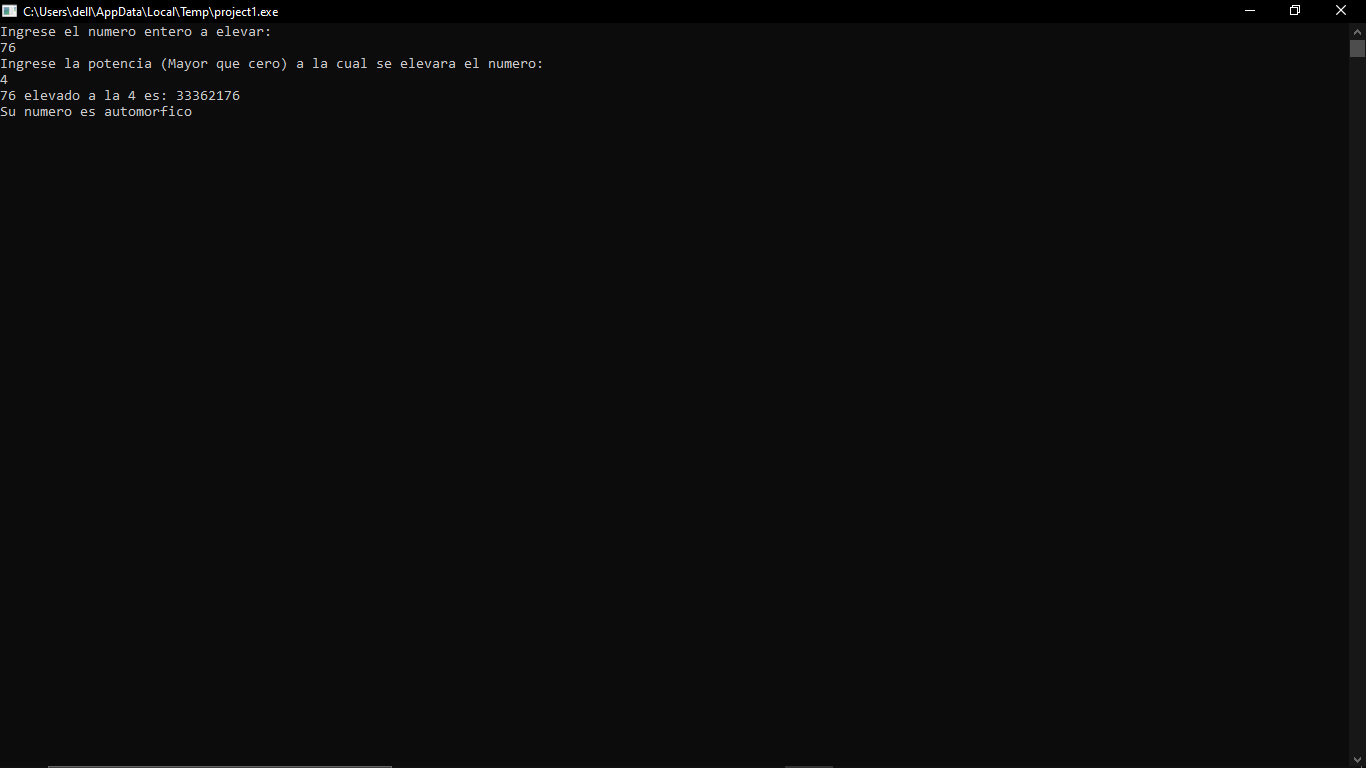 C:\Users\dell\AppData\Local\Temp\project1.exe
Ingrese el numero entero a elevar:
76
Ingrese la potencia (Mayor que cero) a la cual se elevara el numero:
4
76 elevado a la 4 es: 33362176
Su numero es automorfico